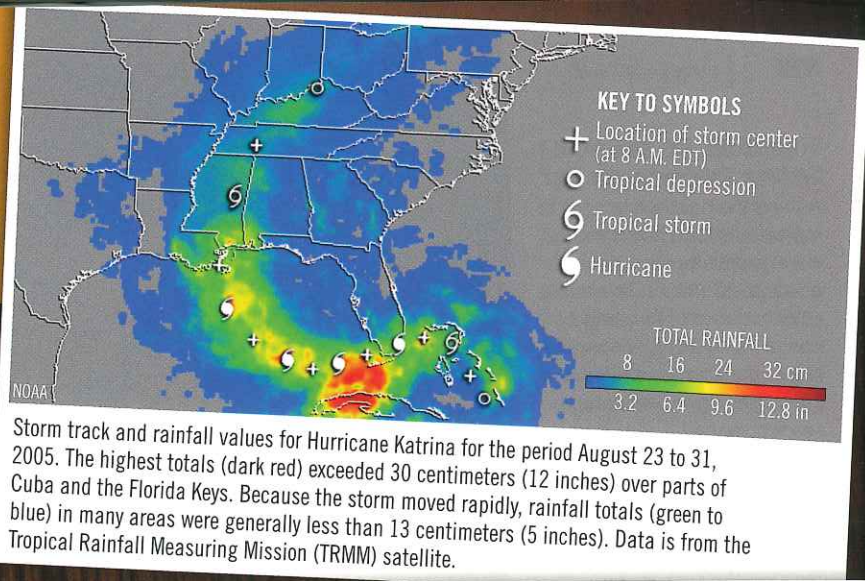 KEY TO SYMBOLS
Location of storm center
(at 8 A.M. EDT)
Tropical depression
Tropical storm
Hurricane
TOTAL RAINFALL
8 16 24 32 cm
3.2 6.4 9.6 12.8 in
NOAA
Storm track and rainfall values for Hurricane Katrina for the period August 23 to 31,
2005. The highest totals (dark red) exceeded 30 centimeters (12 inches) over parts of
Cuba and the Florida Keys. Because the storm moved rapidly, rainfall totals (green to
blue) in many areas were generally less than 13 centimeters (5 inches). Data is from the
Tropical Rainfall Measuring Mission (TRMM) satellite.